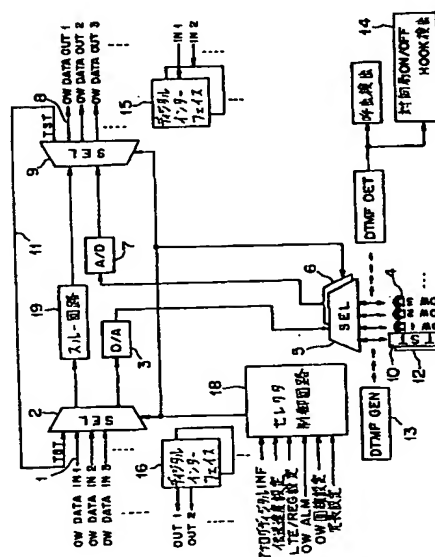 TST
OW DATA OUT 1
OW DATA OUT 2
OW DATA OUT 3
8
9
SEL
11
IN 1
IN 2
15
ディジタル
インター
フェイス
14
対向局ON/OFF
HOOK検出
呼出検出
DTMF DET
19
スルー回路
A/D
7
D/A
3
2
SEL
TST
1
OW DATA IN 1
OW DATA IN 2
OW DATA IN 3
16
ディジタル
インター
フェイス
OUT 1
OUT 2
18
セレクタ
制御回路
アナログ/ディジタルINF
伝送速度設定
LTE/REG設定
OW ALM
OW 回線設定
6
5
SEL
4
10
TST
12
DTMF GEN
13